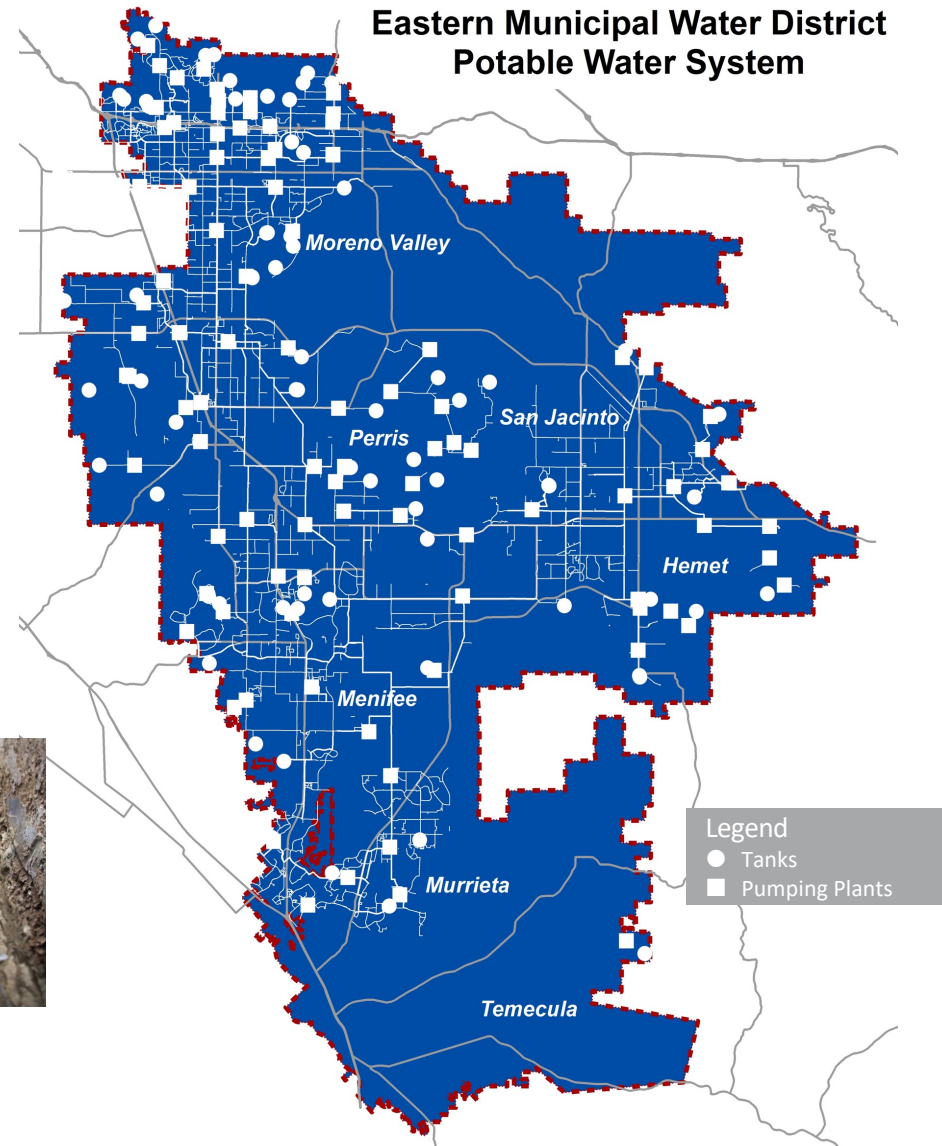 Eastern Municipal Water District
Potable Water System
Moreno Valley
San Jacinto
Perris
Hemet
Menifee
Legend
Tanks
Pumping Plants
Murrieta
Temecula